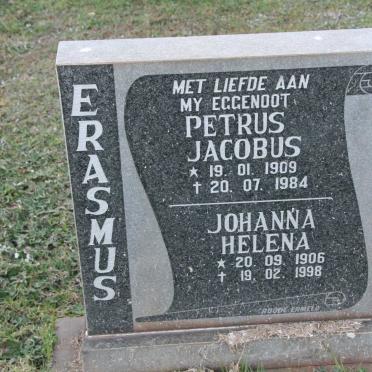 ERASMUS
MET LIEFDE AAN
MY EGGENOOT
PETRUS
JACOBUS
★ 19. 01. 1909
✝ 20. 07. 1984
JOHANNA
HELENA
★ 20. 09. 1906
✝ 19. 02. 1998
ERMELO